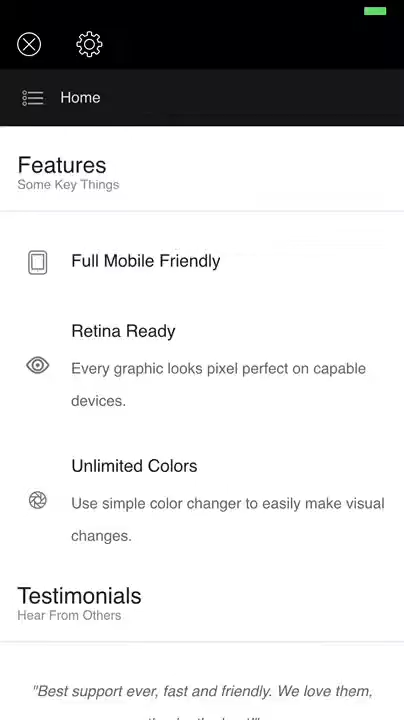 Home
Features
Some Key Things
Full Mobile Friendly
Retina Ready
Every graphic looks pixel perfect on capable
devices.
Unlimited Colors
Use simple color changer to easily make visual
changes.
Testimonials
Hear From Others
"Best support ever, fast and friendly. We love them,